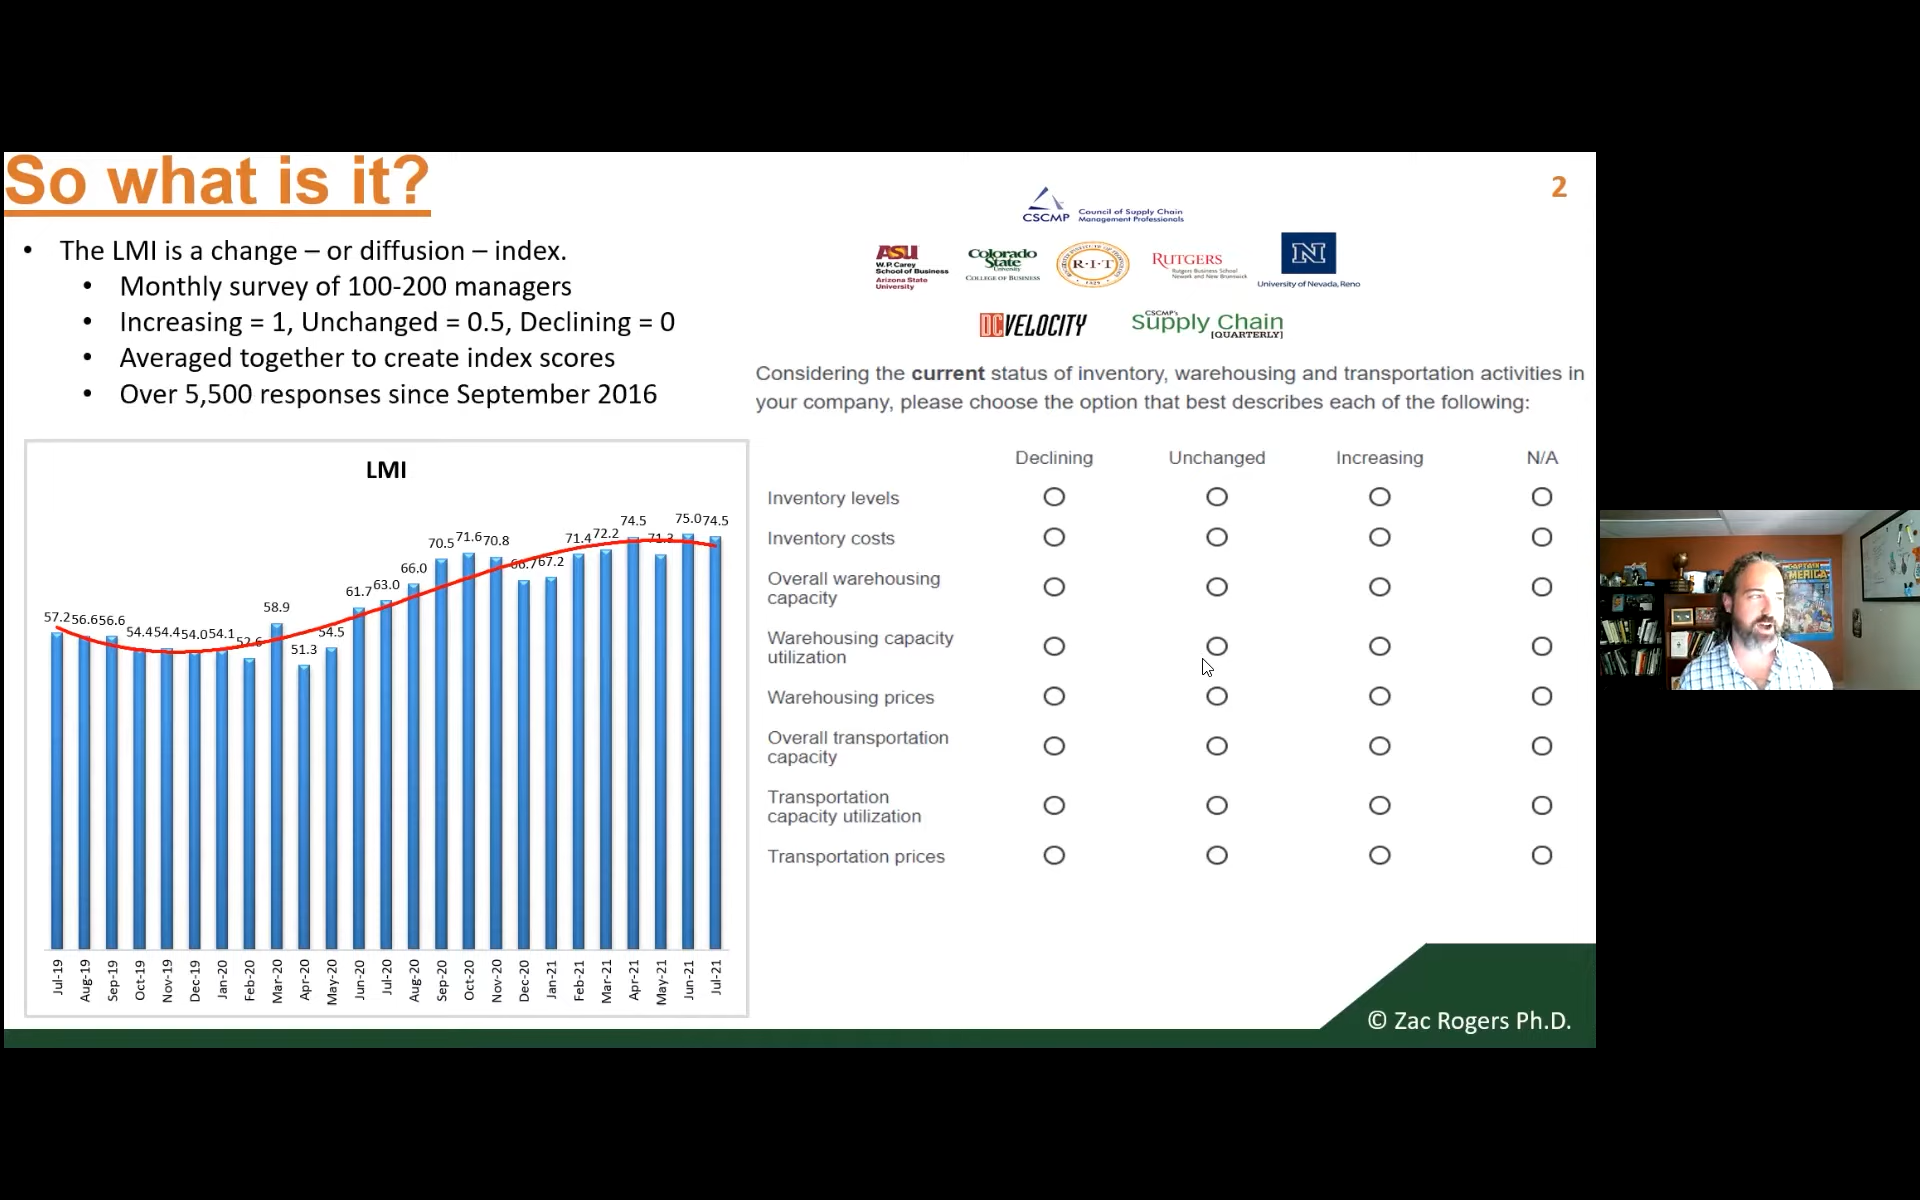 So what is it?
2
• The LMI is a change – or diffusion – index.
• Monthly survey of 100-200 managers
• Increasing = 1, Unchanged = 0.5, Declining = 0
• Averaged together to create index scores
• Over 5,500 responses since September 2016
CSCMP
Council of Supply Chain
Management Professionals
ASU
W. P. Carey
School of Business
Arizona State
University
Colorado
State
University
COLLEGE OF BUSINESS
R·I·T
1829
RUTGERS
Rutgers Business School
Newark and New Brunswick
N
University of Nevada, Reno
DC VELOCITY
CSCMP's
Supply Chain
[QUARTERLY]
Considering the current status of inventory, warehousing and transportation activities in
your company, please choose the option that best describes each of the following:
Declining Unchanged Increasing N/A
Inventory levels
Inventory costs
Overall warehousing
capacity
Warehousing capacity
utilization
Warehousing prices
Overall transportation
capacity
Transportation
capacity utilization
Transportation prices
LMI
57.2 56.6 56.6 54.4 54.4 54.0 54.1 52.6 58.9 51.3 54.5 61.7 63.0 66.0 70.5 71.6 70.8 66.7 67.2 71.4 72.2 74.5 71.3 75.0 74.5
Jul-19 Aug-19 Sep-19 Oct-19 Nov-19 Dec-19 Jan-20 Feb-20 Mar-20 Apr-20 May-20 Jun-20 Jul-20 Aug-20 Sep-20 Oct-20 Nov-20 Dec-20 Jan-21 Feb-21 Mar-21 Apr-21 May-21 Jun-21 Jul-21
© Zac Rogers Ph.D.
CAPTAIN
AMERICA